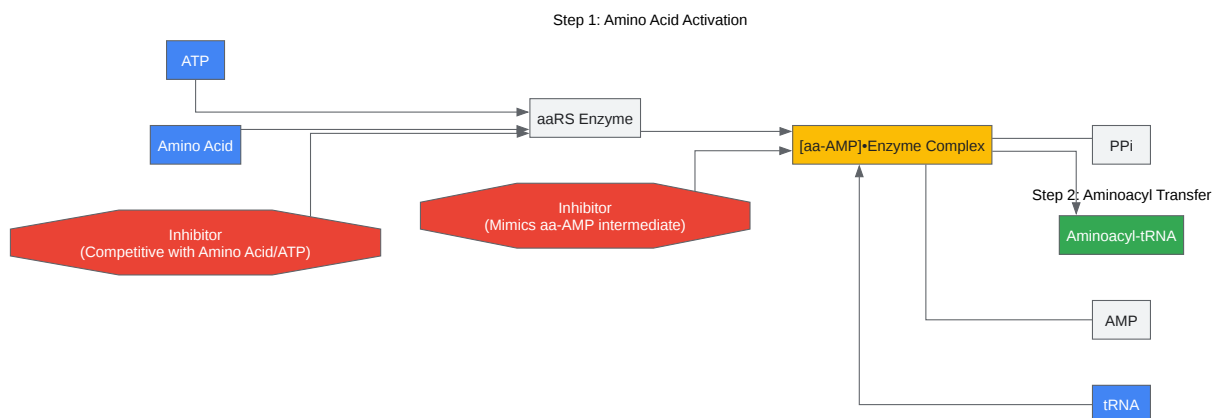 Step 1: Amino Acid Activation
ATP
aaRS Enzyme
Amino Acid
[aa-AMP]•Enzyme Complex
PPi
Step 2: Aminoacyl Transfer
Inhibitor
(Mimics aa-AMP intermediate)
Inhibitor
(Competitive with Amino Acid/ATP)
Aminoacyl-tRNA
AMP
tRNA